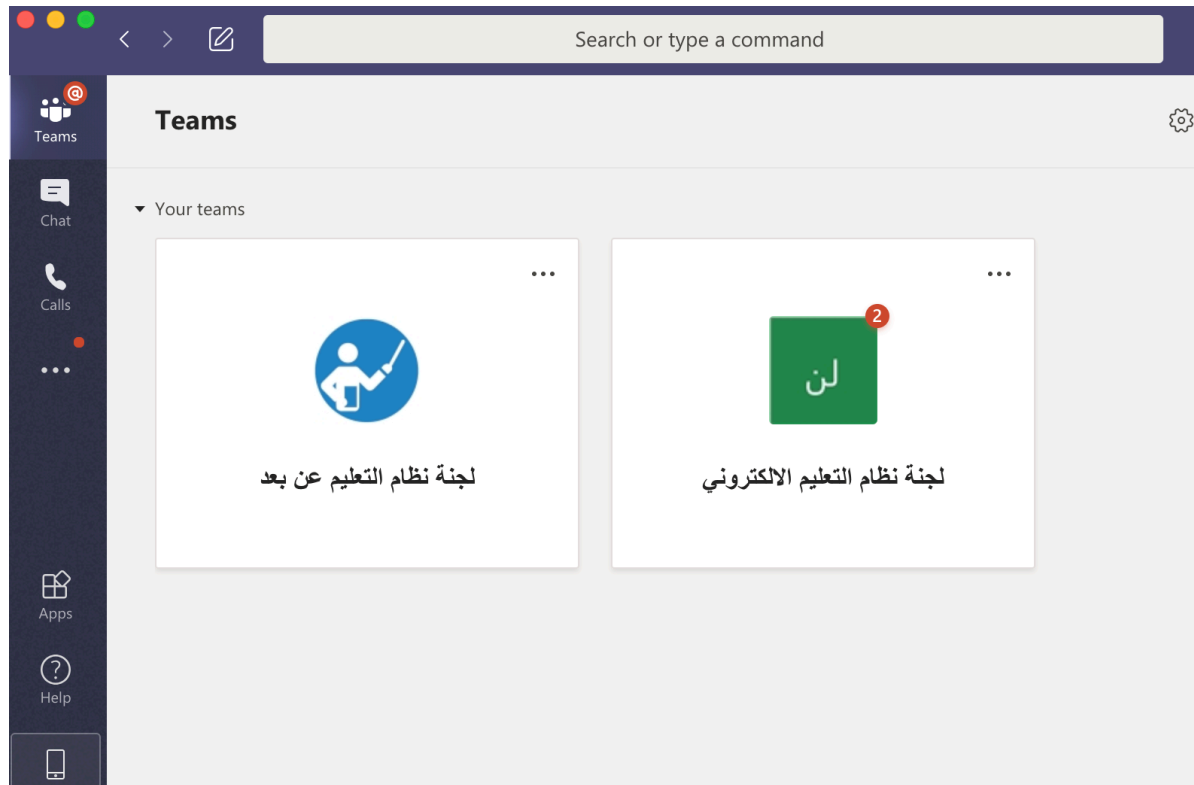 Search or type a command
@
Teams
Chat
Calls
Apps
Help
Teams
Your teams
لجنة نظام التعليم عن بعد
2
لن
لجنة نظام التعليم الالكتروني